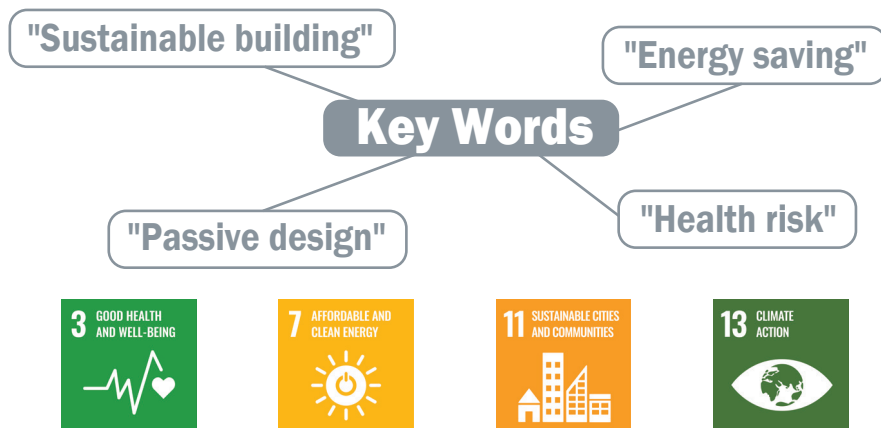 "Sustainable building"
"Energy saving"
Key Words
"Passive design"
"Health risk"
3 GOOD HEALTH
AND WELL-BEING
7 AFFORDABLE AND
CLEAN ENERGY
11 SUSTAINABLE CITIES
AND COMMUNITIES
13 CLIMATE
ACTION